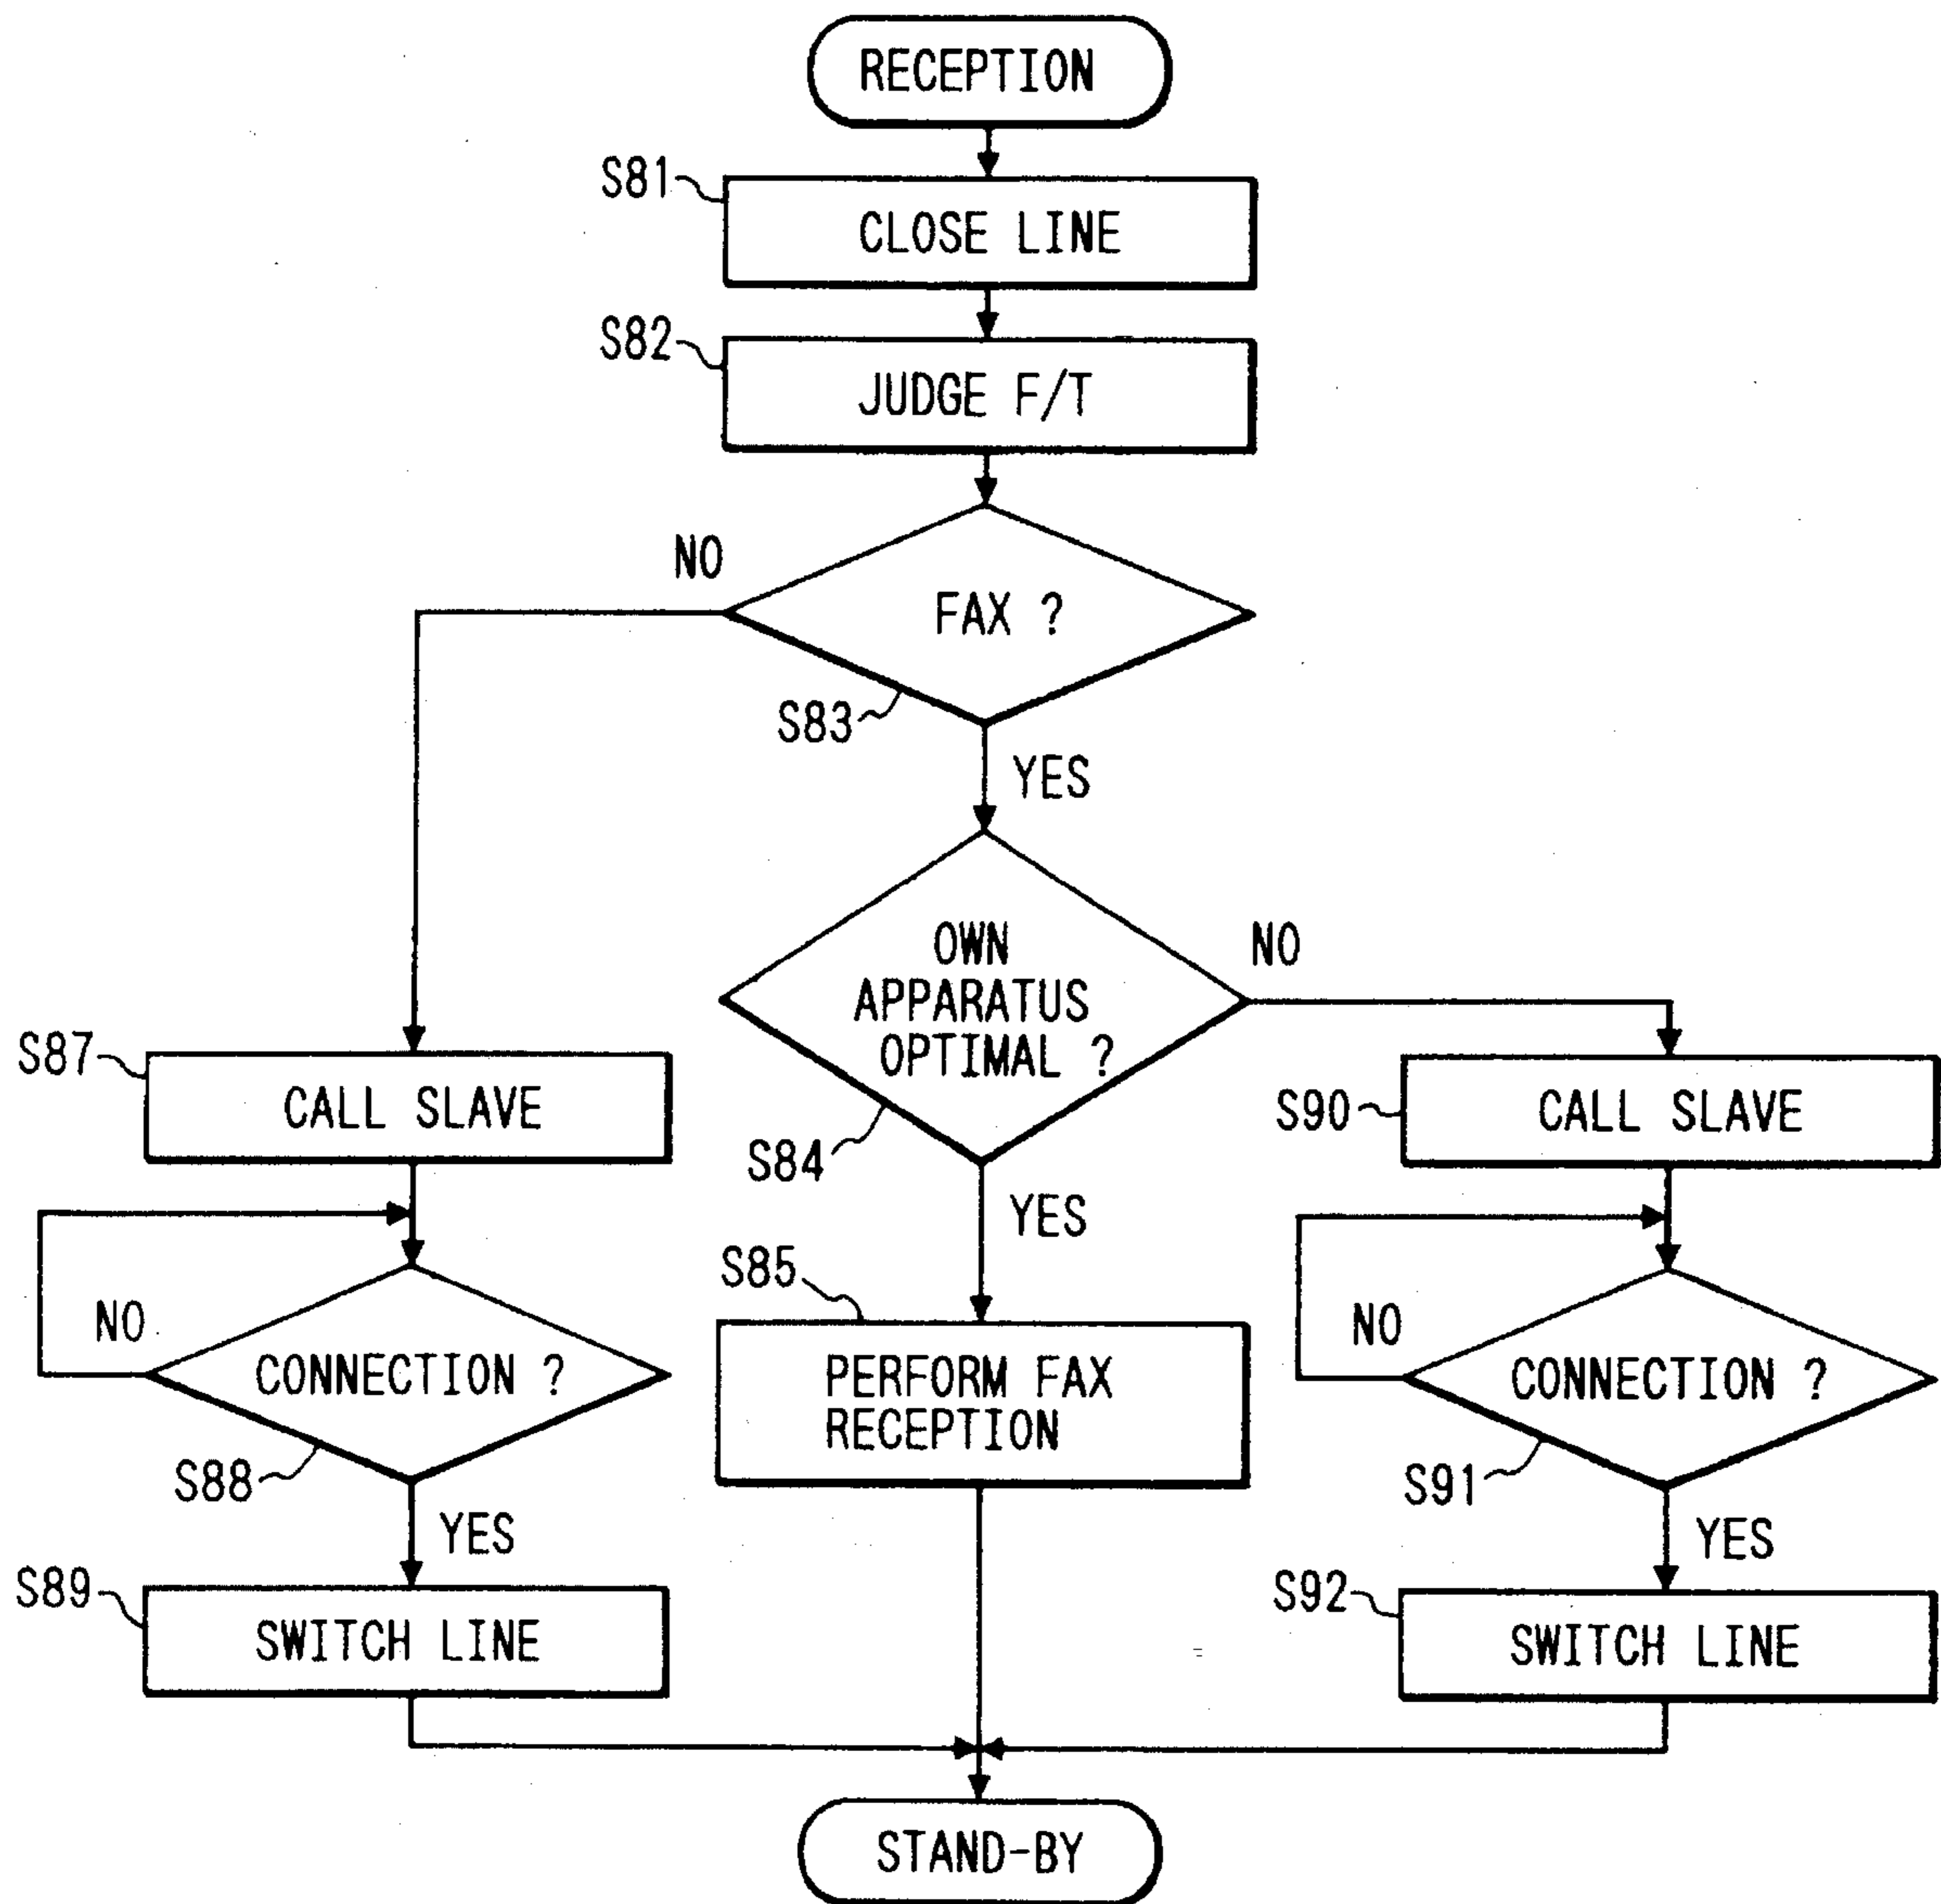 RECEPTION
S81
CLOSE LINE
S82
JUDGE F/T
NO
FAX ?
S83
YES
OWN
APPARATUS
OPTIMAL ?
NO
S84
YES
S87
CALL SLAVE
S90
CALL SLAVE
S85
PERFORM FAX
RECEPTION
NO
CONNECTION ?
S88
YES
NO
CONNECTION ?
S91
YES
S89
SWITCH LINE
S92
SWITCH LINE
STAND-BY